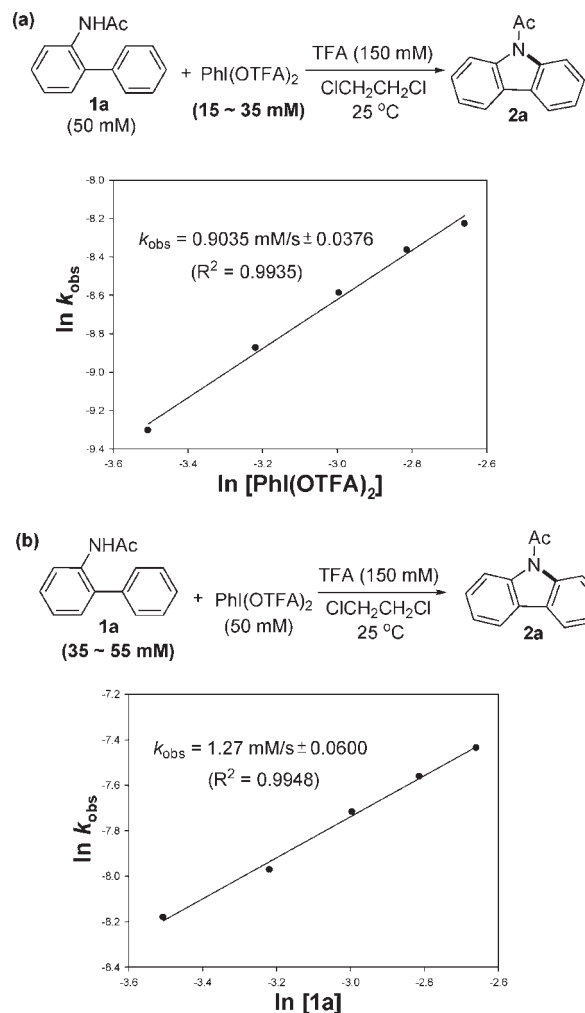 (a)
NHAc
1a
(50 mM)
+ PhI(OTFA)2
(15 ~ 35 mM)
TFA (150 mM)
ClCH2CH2Cl
25 °C
Ac
N
2a
kobs = 0.9035 mM/s ± 0.0376
(R2 = 0.9935)
ln kobs
-8.0
-8.2
-8.4
-8.6
-8.8
-9.0
-9.2
-9.4
-3.6
-3.4
-3.2
-3.0
-2.8
-2.6
ln [PhI(OTFA)2]
(b)
NHAc
1a
(35 ~ 55 mM)
+ PhI(OTFA)2
(50 mM)
TFA (150 mM)
ClCH2CH2Cl
25 °C
Ac
N
2a
kobs = 1.27 mM/s ± 0.0600
(R2 = 0.9948)
ln kobs
-7.2
-7.4
-7.6
-7.8
-8.0
-8.2
-8.4
-3.6
-3.4
-3.2
-3.0
-2.8
-2.6
ln [1a]